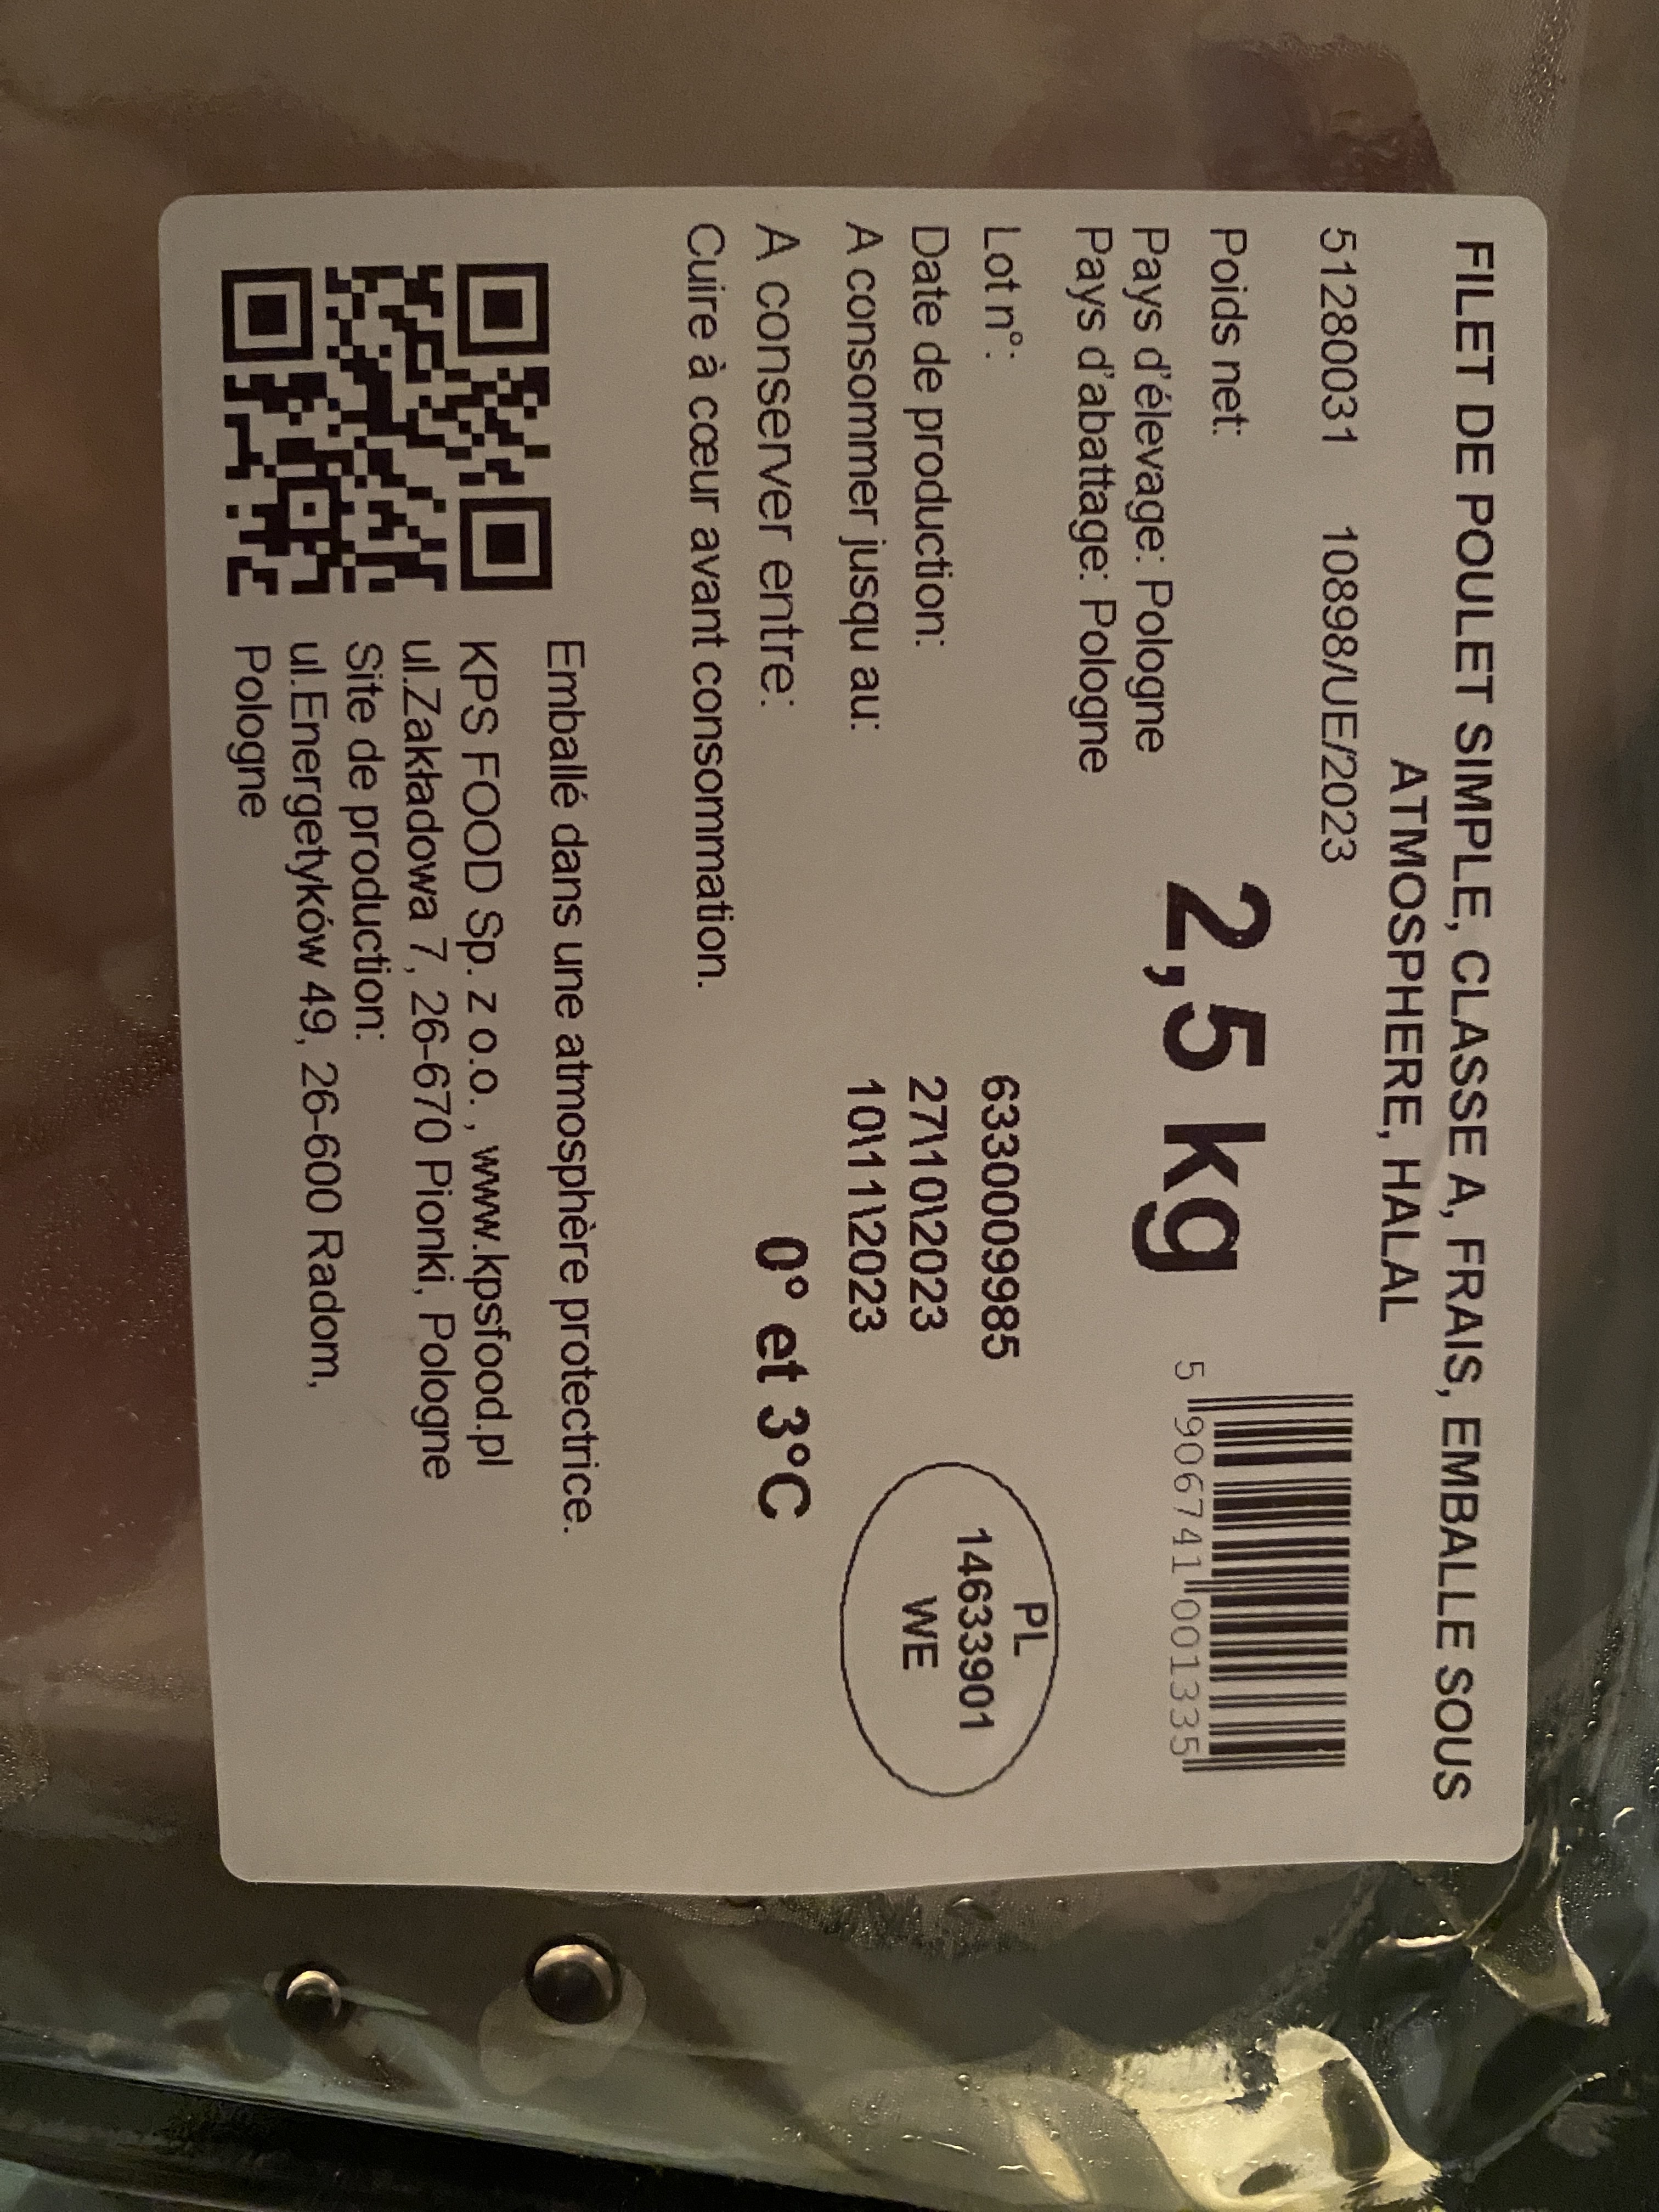 FILET DE POULET SIMPLE, CLASSE A, FRAIS, EMBALLE SOUS
ATMOSPHERE, HALAL
51280031 10898/UE/2023
Poids net: 2,5 kg
5 906741 001335
Pays d'élevage: Pologne
Pays d'abattage: Pologne
Lot n°: 6330009985
Date de production: 27\10\2023
A consommer jusqu au: 10\11\2023
PL
14633901
WE
A conserver entre: 0° et 3°C
Cuire à cœur avant consommation.
Emballé dans une atmosphère protectrice.
KPS FOOD Sp. z o.o. , www.kpsfood.pl
ul.Zakładowa 7, 26-670 Pionki, Pologne
Site de production:
ul.Energetyków 49, 26-600 Radom,
Pologne